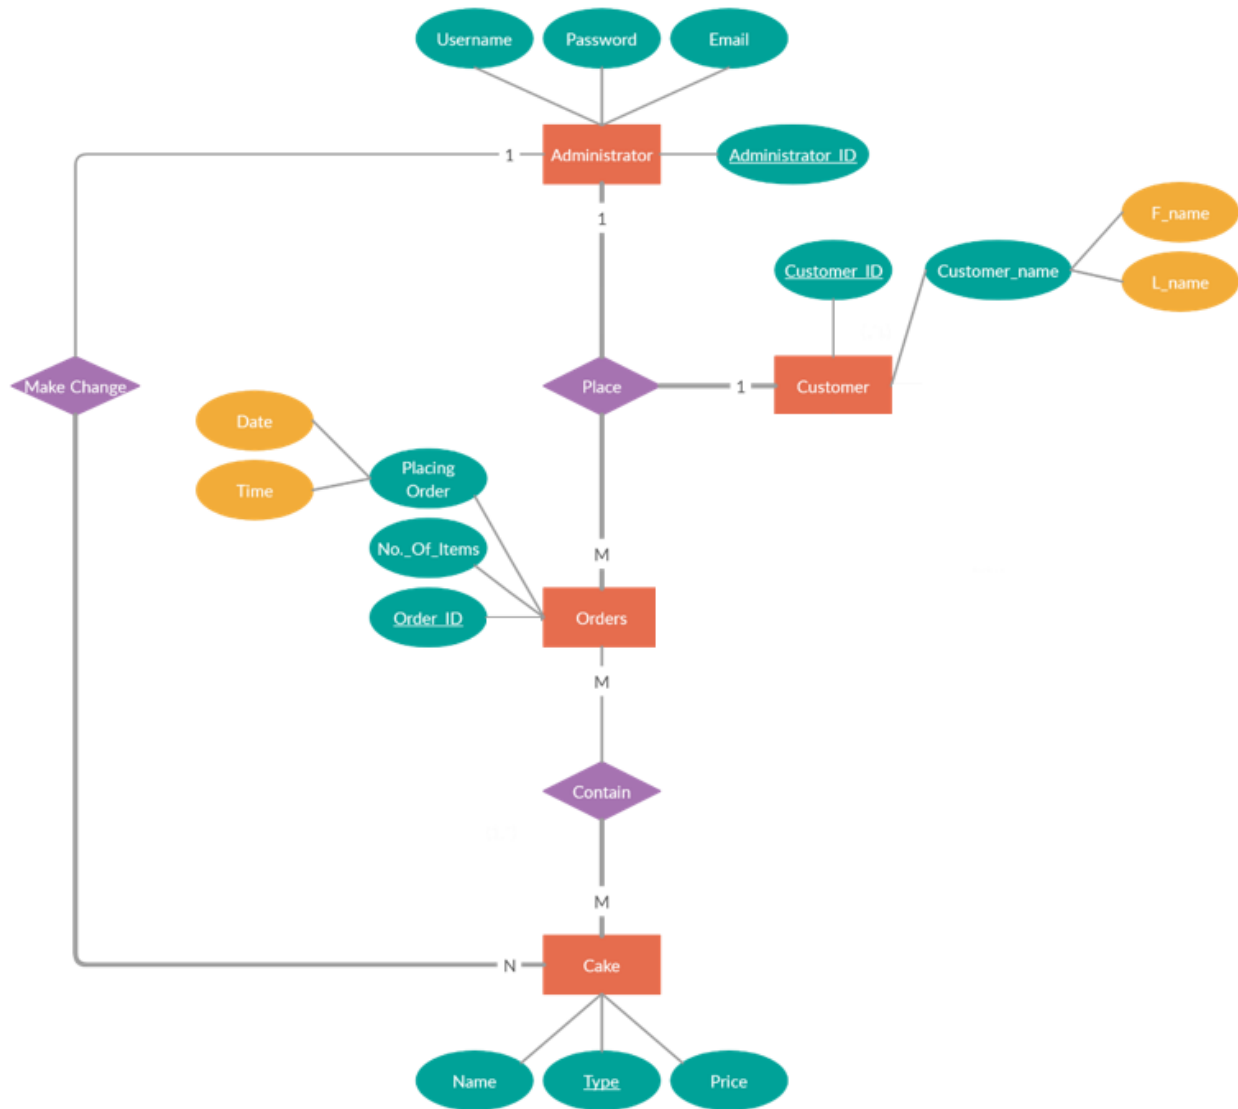 Username
Password
Email
1
Administrator
Administrator_ID
1
F_name
Customer_ID
Customer_name
L_name
Make Change
Place
1
Customer
Date
Placing
Order
Time
No._Of_Items
M
Order_ID
Orders
M
Contain
M
N
Cake
Name
Type
Price